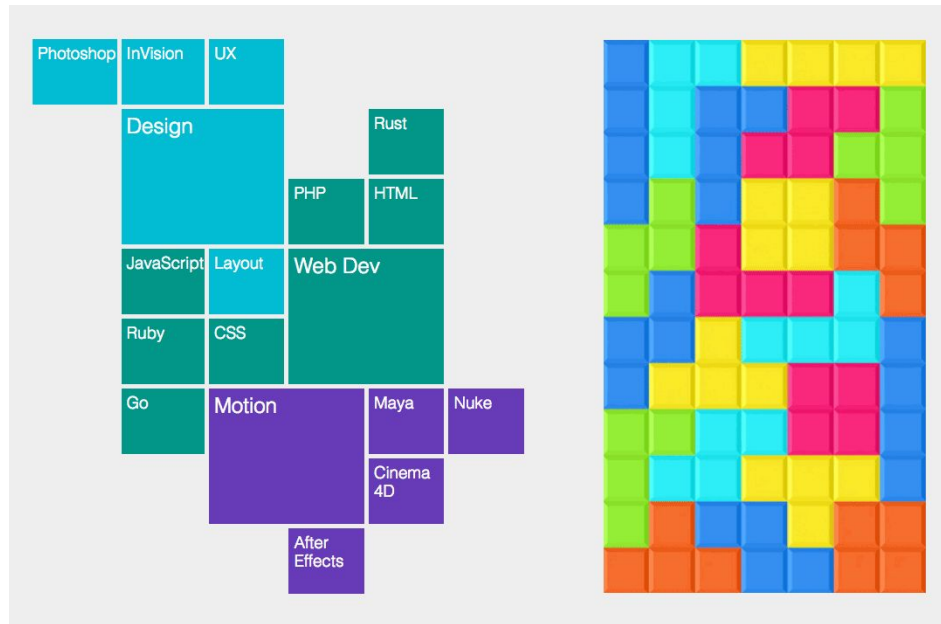 Photoshop
InVision
UX
Design
Rust
PHP
HTML
JavaScript
Layout
Web Dev
Ruby
CSS
Go
Motion
Maya
Nuke
Cinema
4D
After
Effects